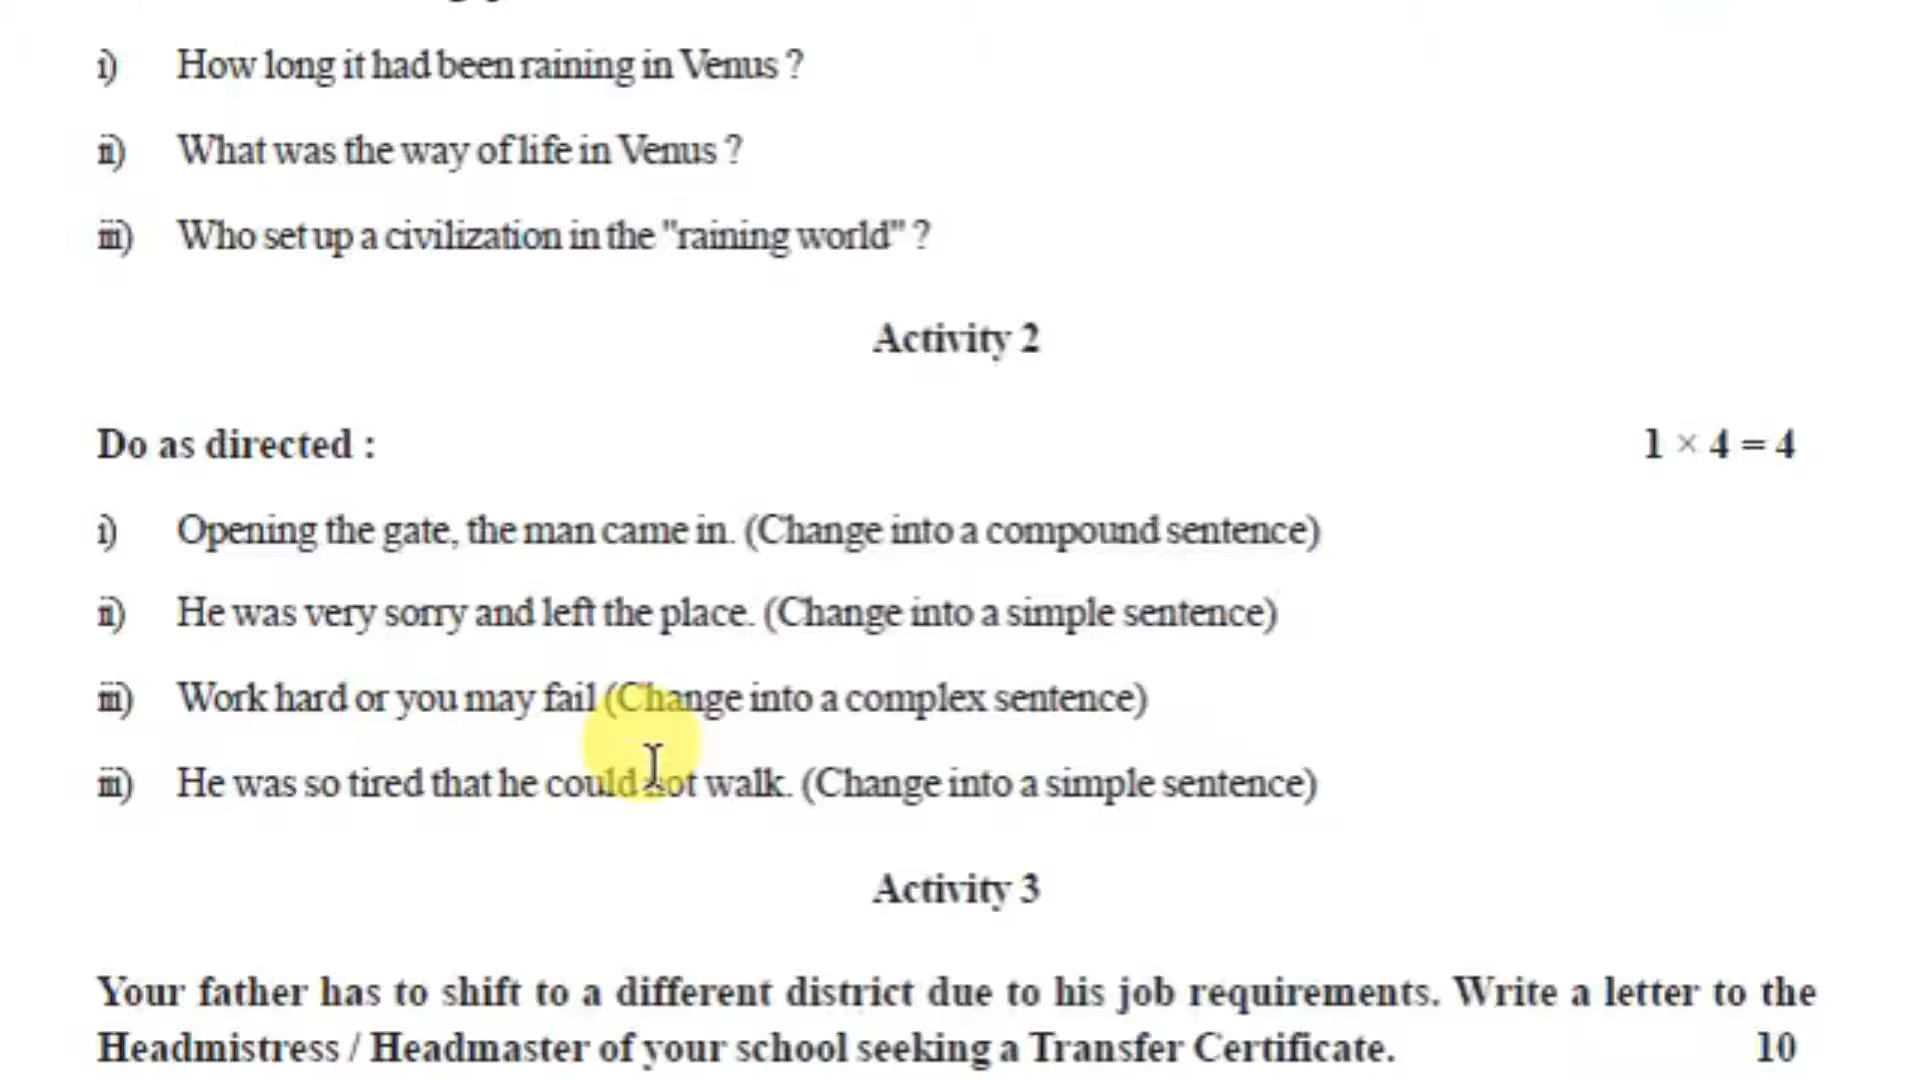 i) How long it had been raining in Venus ?
ii) What was the way of life in Venus ?
iii) Who set up a civilization in the "raining world" ?
Activity 2
Do as directed : 1 × 4 = 4
i) Opening the gate, the man came in. (Change into a compound sentence)
ii) He was very sorry and left the place. (Change into a simple sentence)
iii) Work hard or you may fail (Change into a complex sentence)
iii) He was so tired that he could not walk. (Change into a simple sentence)
Activity 3
Your father has to shift to a different district due to his job requirements. Write a letter to the
Headmistress / Headmaster of your school seeking a Transfer Certificate. 10